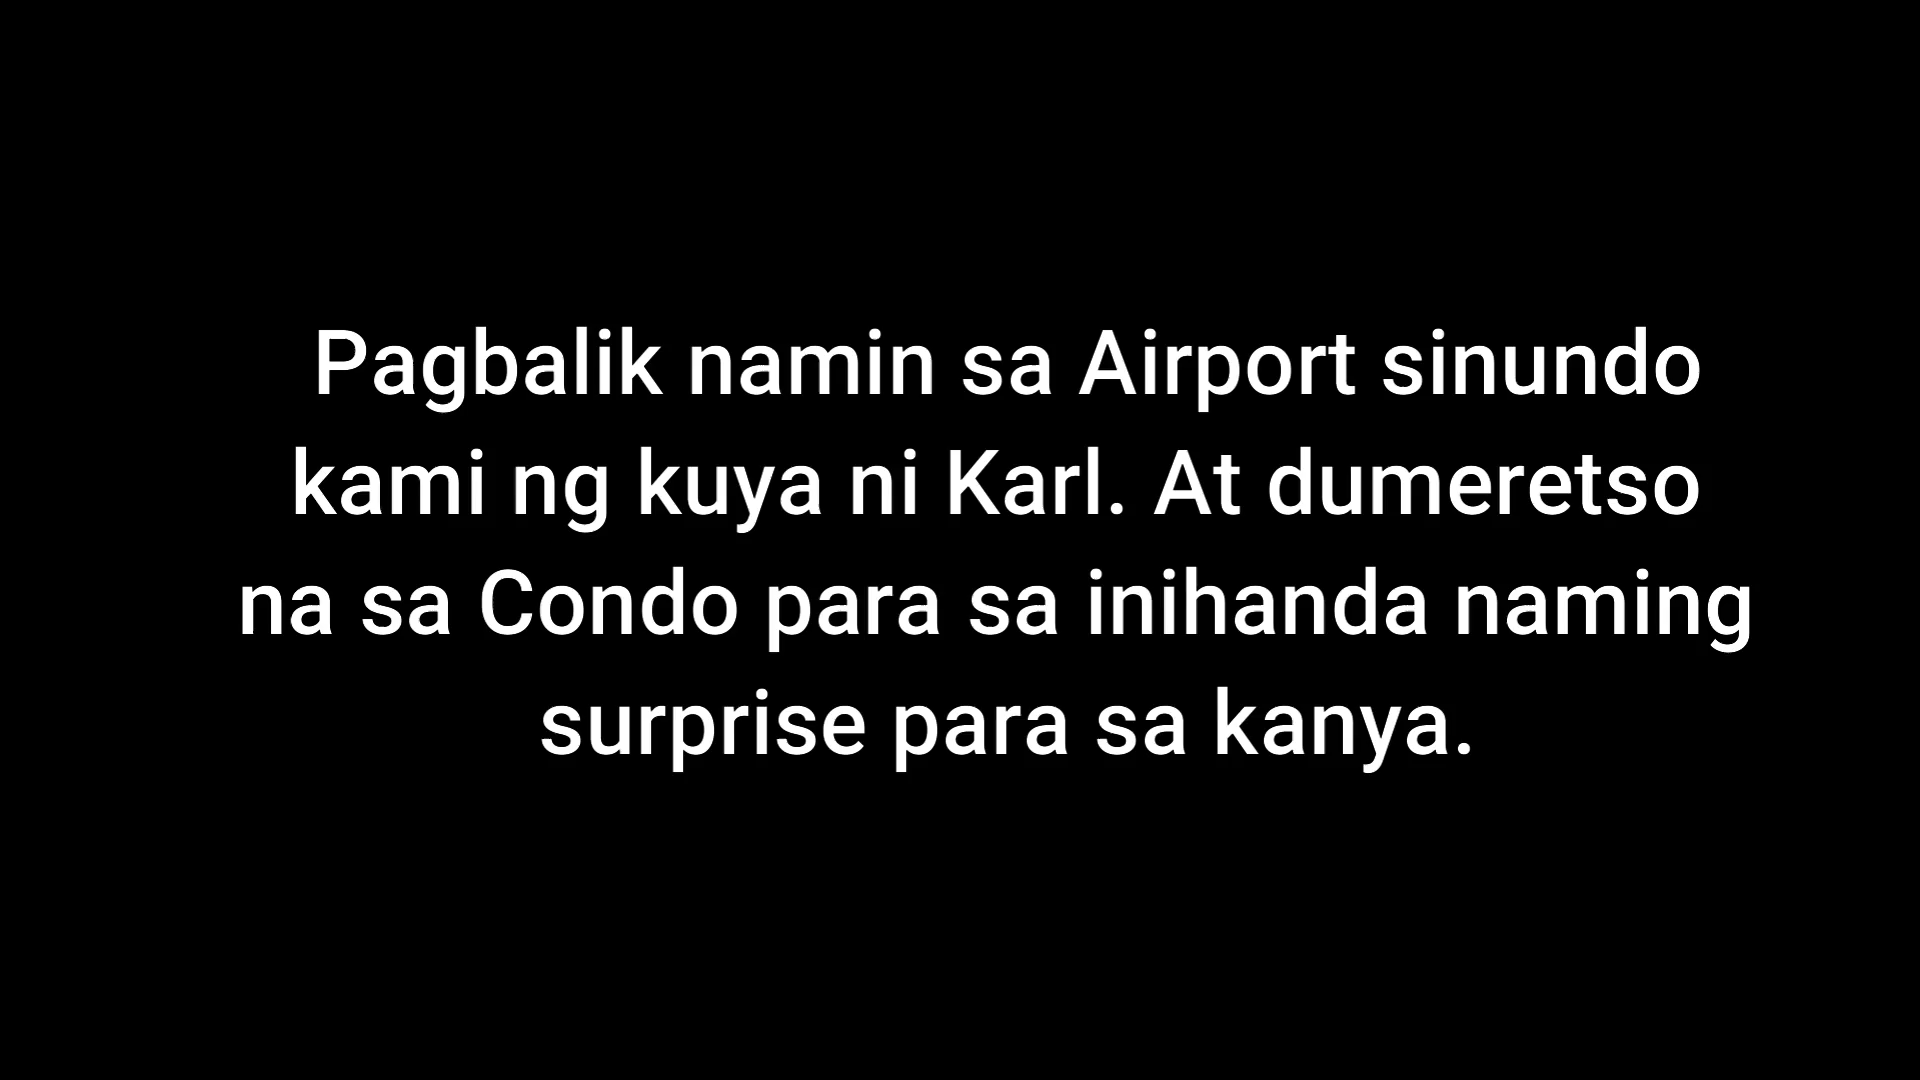 Pagbalik namin sa Airport sinundo
kami ng kuya ni Karl. At dumeretso
na sa Condo para sa inihanda naming
surprise para sa kanya.